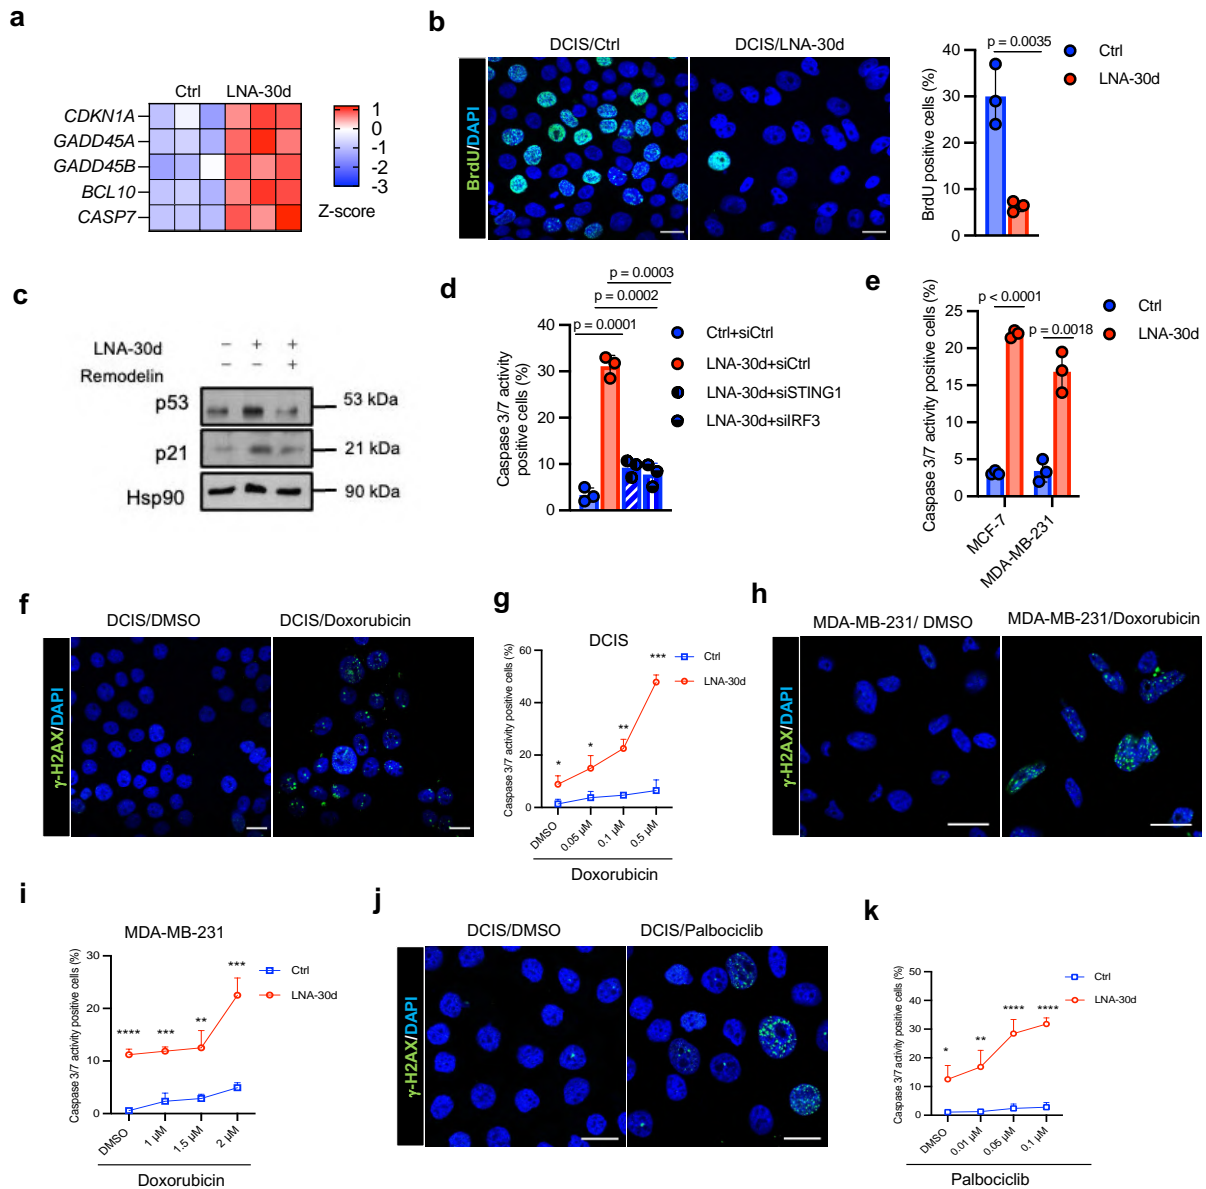 a
Ctrl LNA-30d
CDKN1A
GADD45A
GADD45B
BCL10
CASP7
1
0
-1
-2
-3
Z-score
b
DCIS/Ctrl DCIS/LNA-30d
BrdU/DAPI
BrdU positive cells (%)
40
30
20
10
0
p = 0.0035
Ctrl
LNA-30d
c
LNA-30d − + +
Remodelin − − +
p53 53 kDa
p21 21 kDa
Hsp90 90 kDa
d
Caspase 3/7 activity
positive cells (%)
40
30
20
10
0
p = 0.0003
p = 0.0002
p = 0.0001
Ctrl+siCtrl
LNA-30d+siCtrl
LNA-30d+siSTING1
LNA-30d+siIRF3
e
Caspase 3/7 activity positive cells (%)
25
20
15
10
5
0
p < 0.0001
p = 0.0018
Ctrl
LNA-30d
MCF-7
MDA-MB-231
f
DCIS/DMSO DCIS/Doxorubicin
γ-H2AX/DAPI
g
DCIS
Caspase 3/7 activity positive cells (%)
60
40
20
0
*
*
**
***
Ctrl
LNA-30d
DMSO
0.05 μM
0.1 μM
0.5 μM
Doxorubicin
h
MDA-MB-231/ DMSO MDA-MB-231/Doxorubicin
γ-H2AX/DAPI
i
MDA-MB-231
Caspase 3/7 activity positive cells (%)
30
20
10
0
****
***
**
***
Ctrl
LNA-30d
DMSO
1 μM
1.5 μM
2 μM
Doxorubicin
j
DCIS/DMSO DCIS/Palbociclib
γ-H2AX/DAPI
k
Caspase 3/7 activity positive cells (%)
50
40
30
20
10
0
*
**
****
****
Ctrl
LNA-30d
DMSO
0.01 μM
0.05 μM
0.1 μM
Palbociclib